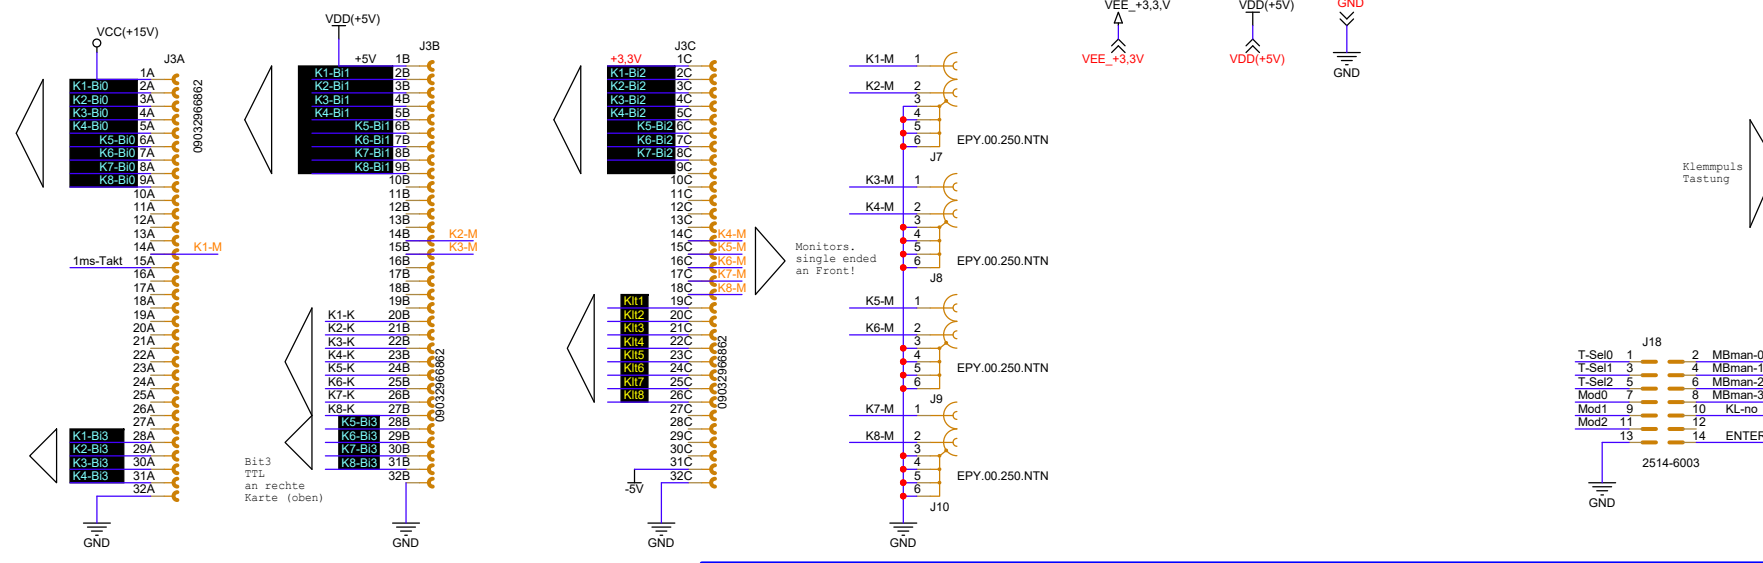 VCC(+15V)
J3A
1A
K1-Bi0 2A
K2-Bi0 3A
K3-Bi0 4A
K4-Bi0 5A
K5-Bi0 6A
K6-Bi0 7A
K7-Bi0 8A
K8-Bi0 9A
10A
11A
12A
13A
14A K1-M
1ms-Takt 15A
16A
17A
18A
19A
20A
21A
22A
23A
24A
25A
26A
27A
K1-Bi3 28A
K2-Bi3 29A
K3-Bi3 30A
K4-Bi3 31A
32A
09032966862
GND
VDD(+5V)
J3B
+5V 1B
K1-Bi1 2B
K2-Bi1 3B
K3-Bi1 4B
K4-Bi1 5B
K5-Bi1 6B
K6-Bi1 7B
K7-Bi1 8B
K8-Bi1 9B
10B
11B
12B
13B
14B K2-M
15B K3-M
16B
17B
18B
19B
K1-K 20B
K2-K 21B
K3-K 22B
K4-K 23B
K5-K 24B
K6-K 25B
K7-K 26B
K8-K 27B
K5-Bi3 28B
K6-Bi3 29B
K7-Bi3 30B
K8-Bi3 31B
32B
09032966862
Bit3
TTL
an rechte
Karte (oben)
GND
J3C
+3,3V 1C
K1-Bi2 2C
K2-Bi2 3C
K3-Bi2 4C
K4-Bi2 5C
K5-Bi2 6C
K6-Bi2 7C
K7-Bi2 8C
9C
10C
11C
12C
13C
14C K4-M
15C K5-M
16C K6-M
17C K7-M
18C K8-M
Klt1 19C
Klt2 20C
Klt3 21C
Klt4 22C
Klt5 23C
Klt6 24C
Klt7 25C
Klt8 26C
27C
28C
29C
30C
31C
32C
09032966862
-5V
GND
Monitors.
single ended
an Front!
K1-M 1
K2-M 2
3
4
5
6
EPY.00.250.NTN
J7
K3-M 1
K4-M 2
3
4
5
6
EPY.00.250.NTN
J8
K5-M 1
K6-M 2
3
4
5
6
EPY.00.250.NTN
J9
K7-M 1
K8-M 2
3
4
5
6
EPY.00.250.NTN
J10
GND
VEE_+3,3,V
VEE_+3,3V
VDD(+5V)
VDD(+5V)
GND
GND
Klemmpuls
Tastung
J18
T-Sel0 1 2 MBman-0
T-Sel1 3 4 MBman-1
T-Sel2 5 6 MBman-2
Mod0 7 8 MBman-3
Mod1 9 10 KL-no
Mod2 11 12
13 14 ENTER
2514-6003
GND